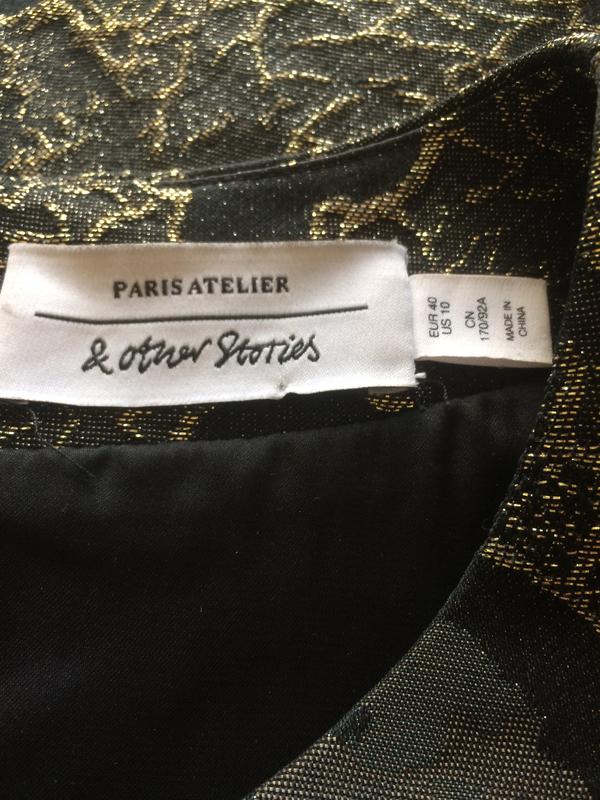 PARIS ATELIER
& other Stories
EUR 40
US 10
CN
170/92A
MADE IN
CHINA